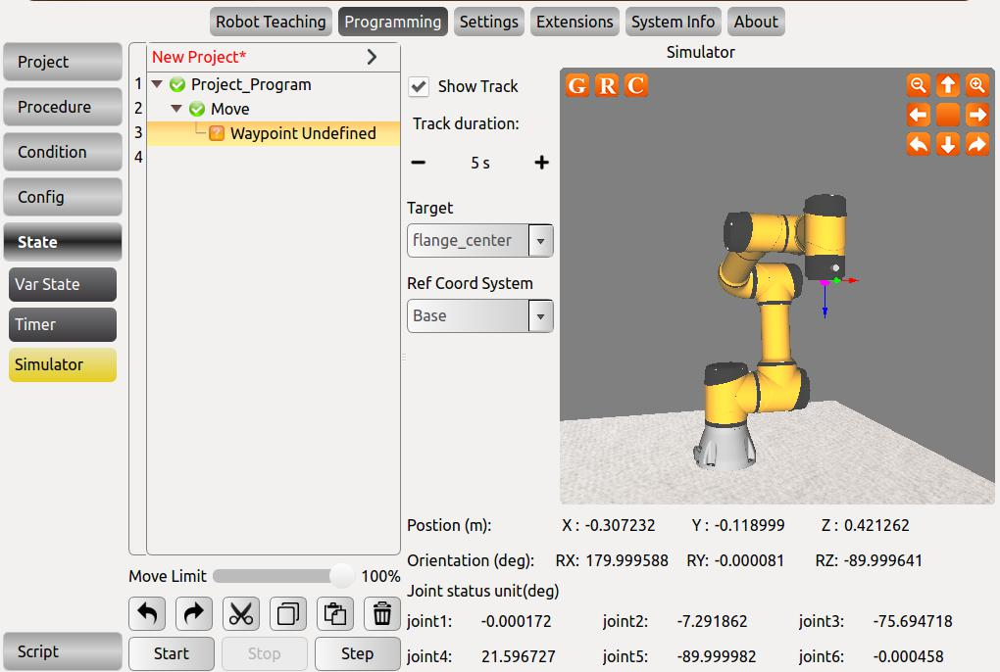 Robot Teaching Programming Settings Extensions System Info About
Project
Procedure
Condition
Config
State
Var State
Timer
Simulator
Script
New Project*
1 Project_Program
2 Move
3 ? Waypoint Undefined
4
Move Limit 100%
Start Stop Step
Show Track
Track duration:
− 5 s +
Target
flange_center
Ref Coord System
Base
Simulator
G R C
Postion (m): X : -0.307232 Y : -0.118999 Z : 0.421262
Orientation (deg): RX: 179.999588 RY: -0.000081 RZ: -89.999641
Joint status unit(deg)
joint1: -0.000172 joint2: -7.291862 joint3: -75.694718
joint4: 21.596727 joint5: -89.999982 joint6: -0.000458